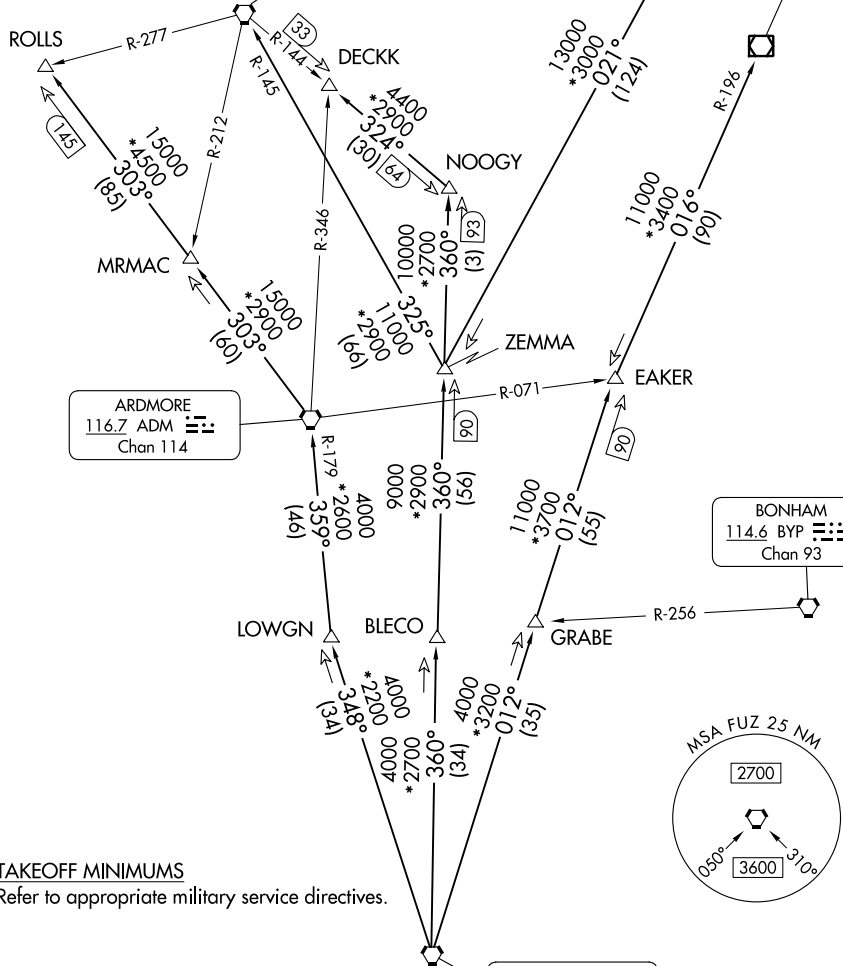 ROLLS
R-277
33
R-144
DECKK
R-145
13000
*3000
021°
(124)
R-196
145
15000
*4500
303°
(85)
R-212
4400
*2900
324°
(30)
64
NOOGY
R-346
11000
*3400
016°
(90)
MRMAC
10000
*2700
360°
(3)
93
15000
*2900
303°
(60)
325°
11000
*2900
(66)
ZEMMA
EAKER
R-071
ARDMORE
116.7 ADM
Chan 114
R-179
90
90
4000
*2600
359°
(46)
9000
*2900
360°
(56)
11000
*3700
012°
(55)
BONHAM
114.6 BYP
Chan 93
R-256
LOWGN
BLECO
GRABE
4000
*2200
348°
(34)
4000
*2700
360°
(34)
4000
*3200
012°
(35)
MSA FUZ 25 NM
2700
050°
310°
3600
TAKEOFF MINIMUMS
Refer to appropriate military service directives.